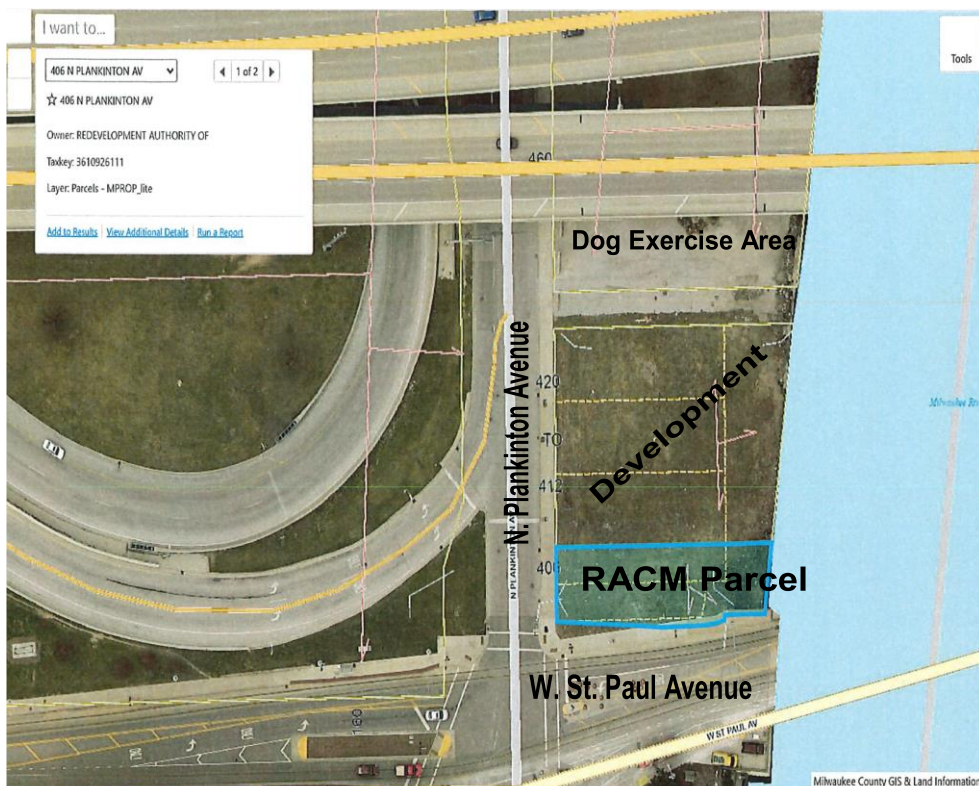 I want to...
406 N PLANKINTON AV
1 of 2
406 N PLANKINTON AV
Owner: REDEVELOPMENT AUTHORITY OF
Taxkey: 3610926111
Layer: Parcels - MPROP_lite
Add to Results View Additional Details Run a Report
Tools
460
Dog Exercise Area
N. Plankinton Avenue
N PLANKINTON AV
420
TO
412
Development
Milwaukee
RACM Parcel
W. St. Paul Avenue
160
W ST PAUL AV
Milwaukee County GIS & Land Information